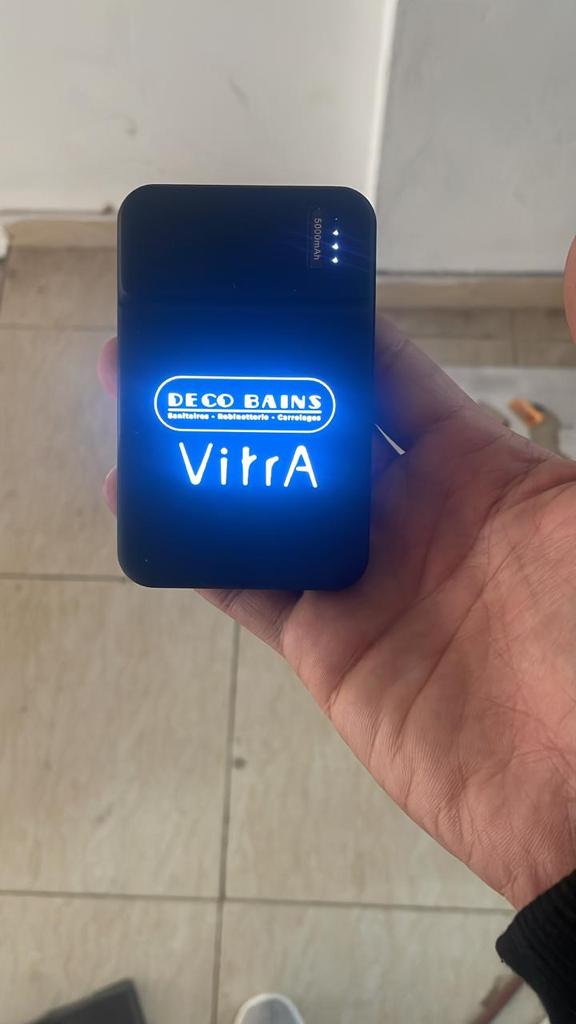 5000mAh
DECO BAINS
Sanitaires - Robinetterie - Carrelages
VitrA